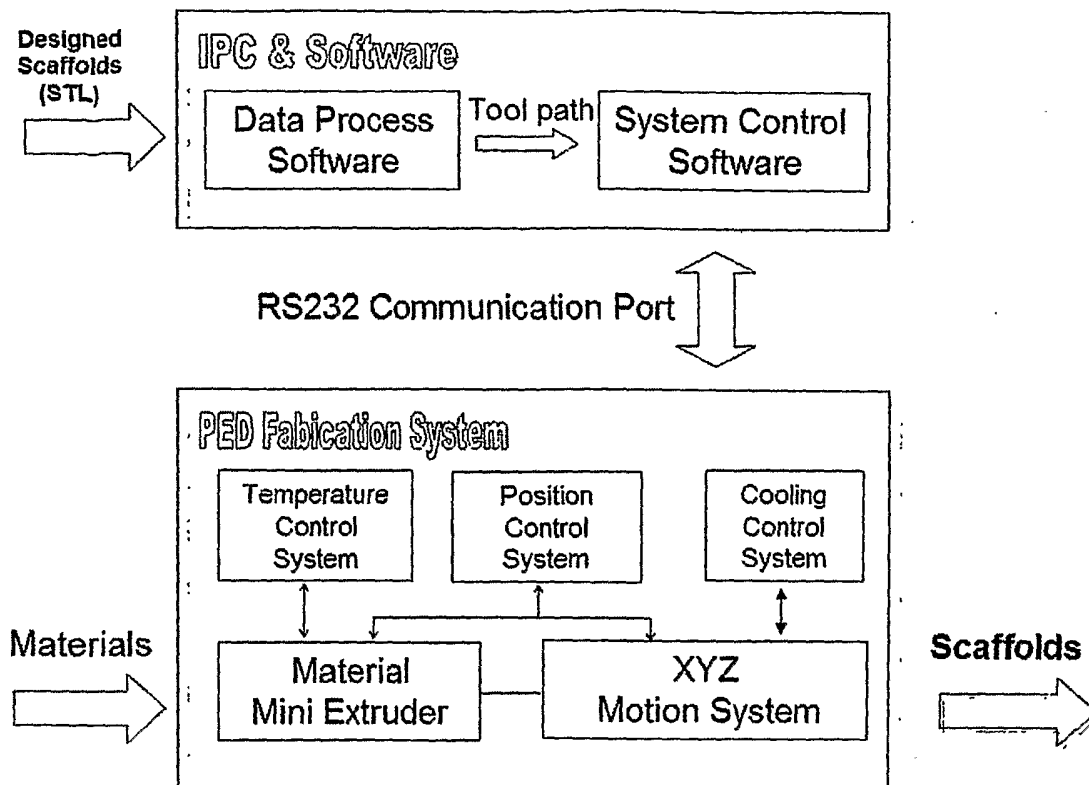 Designed
Scaffolds
(STL)
IPC & Software
Data Process
Software
Tool path
System Control
Software
RS232 Communication Port
PED Fabication System
Temperature
Control
System
Position
Control
System
Cooling
Control
System
Materials
Material
Mini Extruder
XYZ
Motion System
Scaffolds